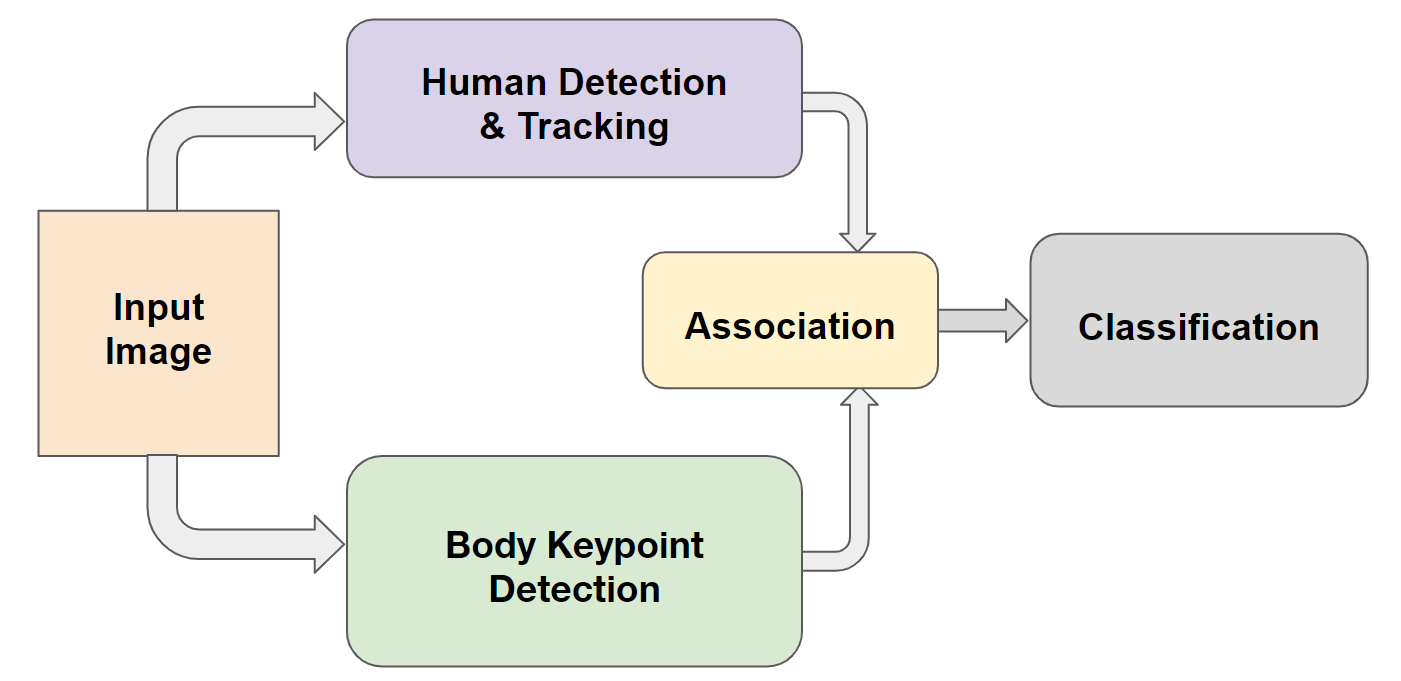 Human Detection
& Tracking
Input
Image
Association
Classification
Body Keypoint
Detection